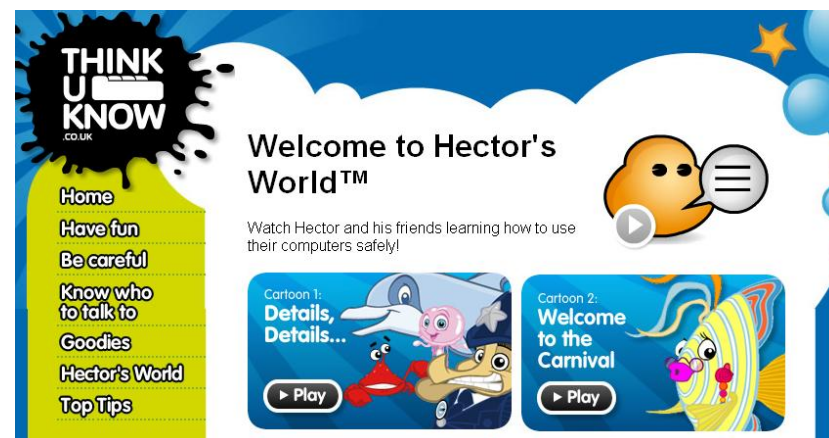 THINK
U
KNOW
.CO.UK
Home
Have fun
Be careful
Know who
to talk to
Goodies
Hector's World
Top Tips
Welcome to Hector's
World™
Watch Hector and his friends learning how to use
their computers safely!
Cartoon 1:
Details,
Details...
Play
Cartoon 2:
Welcome
to the
Carnival
Play